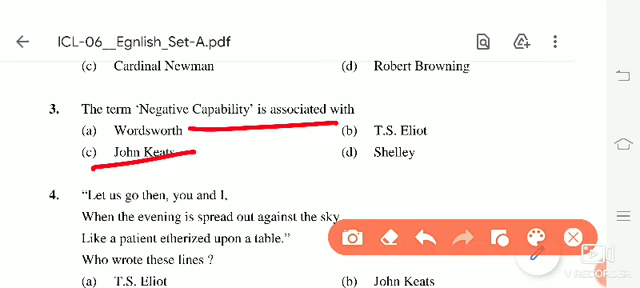 ICL-06__Egnlish_Set-A.pdf
(c) Cardinal Newman (d) Robert Browning
3. The term ‘Negative Capability’ is associated with
(a) Wordsworth (b) T.S. Eliot
(c) John Keats (d) Shelley
4. “Let us go then, you and I,
When the evening is spread out against the sky
Like a patient etherized upon a table.”
Who wrote these lines ?
(a) T.S. Eliot (b) John Keats
V RECORDER